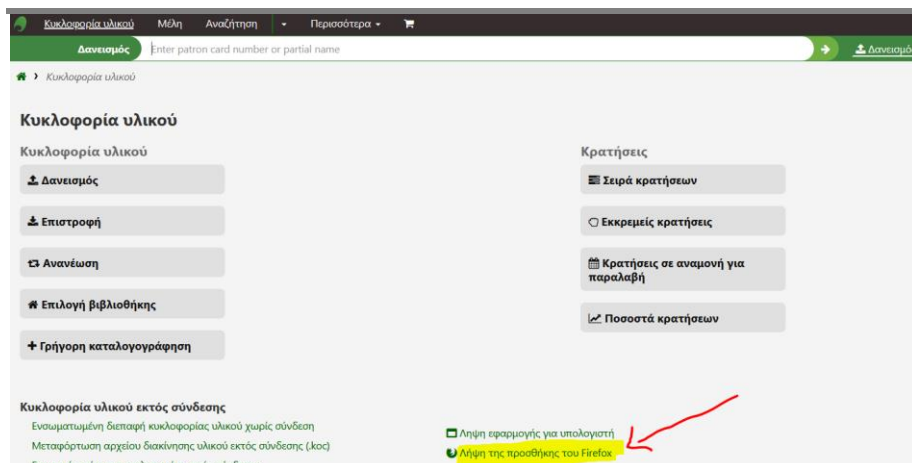 Κυκλοφορία υλικού Μέλη Αναζήτηση Περισσότερα
Δανεισμός Enter patron card number or partial name Δανεισμό
Κυκλοφορία υλικού
Κυκλοφορία υλικού
Κυκλοφορία υλικού
Δανεισμός
Επιστροφή
Ανανέωση
Επιλογή βιβλιοθήκης
Γρήγορη καταλογογράφηση
Κρατήσεις
Σειρά κρατήσεων
Εκκρεμείς κρατήσεις
Κρατήσεις σε αναμονή για
παραλαβή
Ποσοστά κρατήσεων
Κυκλοφορία υλικού εκτός σύνδεσης
Ενσωματωμένη διεπαφή κυκλοφορίας υλικού χωρίς σύνδεση
Μεταφόρτωση αρχείου διακίνησης υλικού εκτός σύνδεσης (.koc)
Λήψη εφαρμογής για υπολογιστή
Λήψη της προσθήκης του Firefox